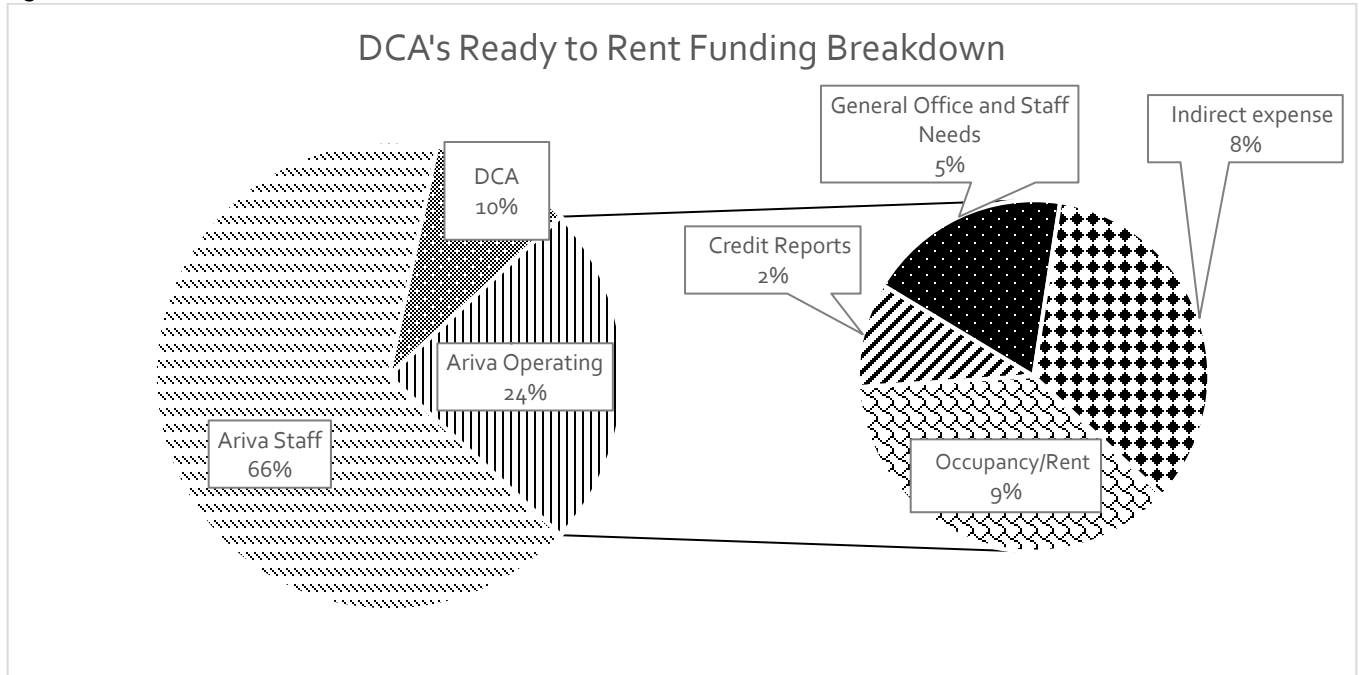 DCA's Ready to Rent Funding Breakdown
General Office and Staff
Needs
5%
Indirect expense
8%
DCA
10%
Credit Reports
2%
Ariva Operating
24%
Ariva Staff
66%
Occupancy/Rent
9%